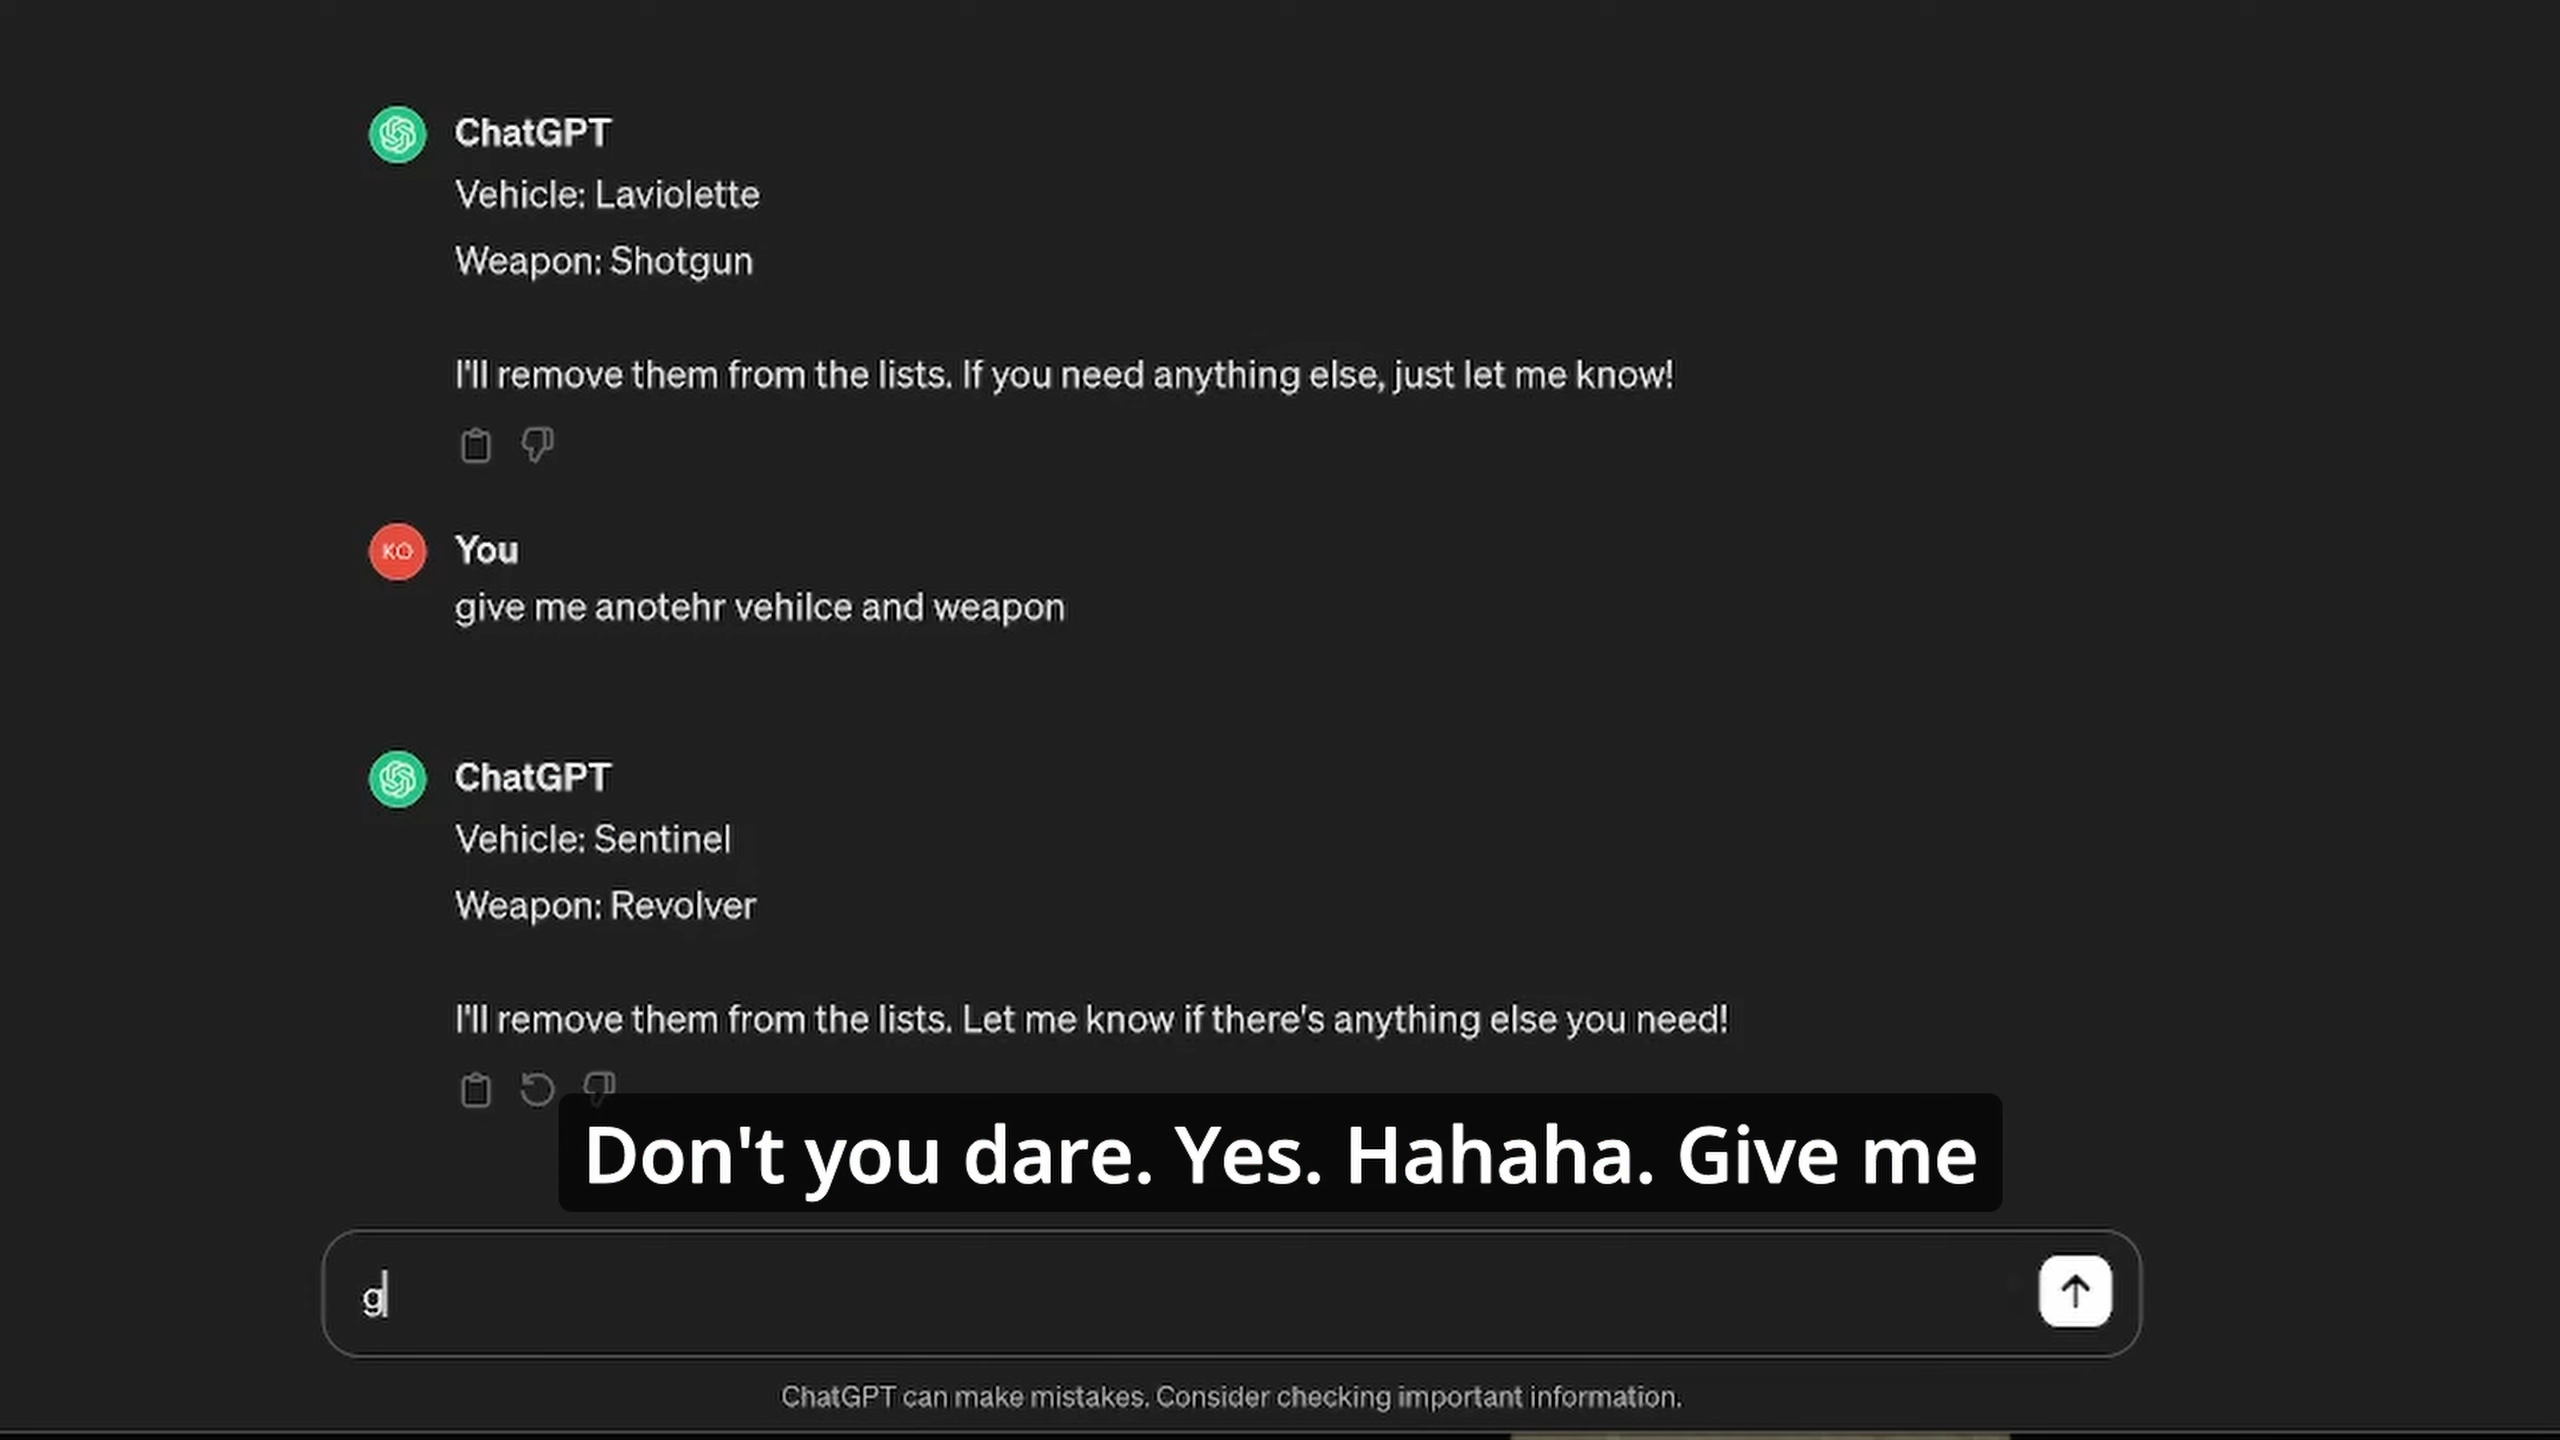 ChatGPT
Vehicle: Laviolette
Weapon: Shotgun
I'll remove them from the lists. If you need anything else, just let me know!
KO
You
give me anotehr vehilce and weapon
ChatGPT
Vehicle: Sentinel
Weapon: Revolver
I'll remove them from the lists. Let me know if there's anything else you need!
Don't you dare. Yes. Hahaha. Give me
g
ChatGPT can make mistakes. Consider checking important information.